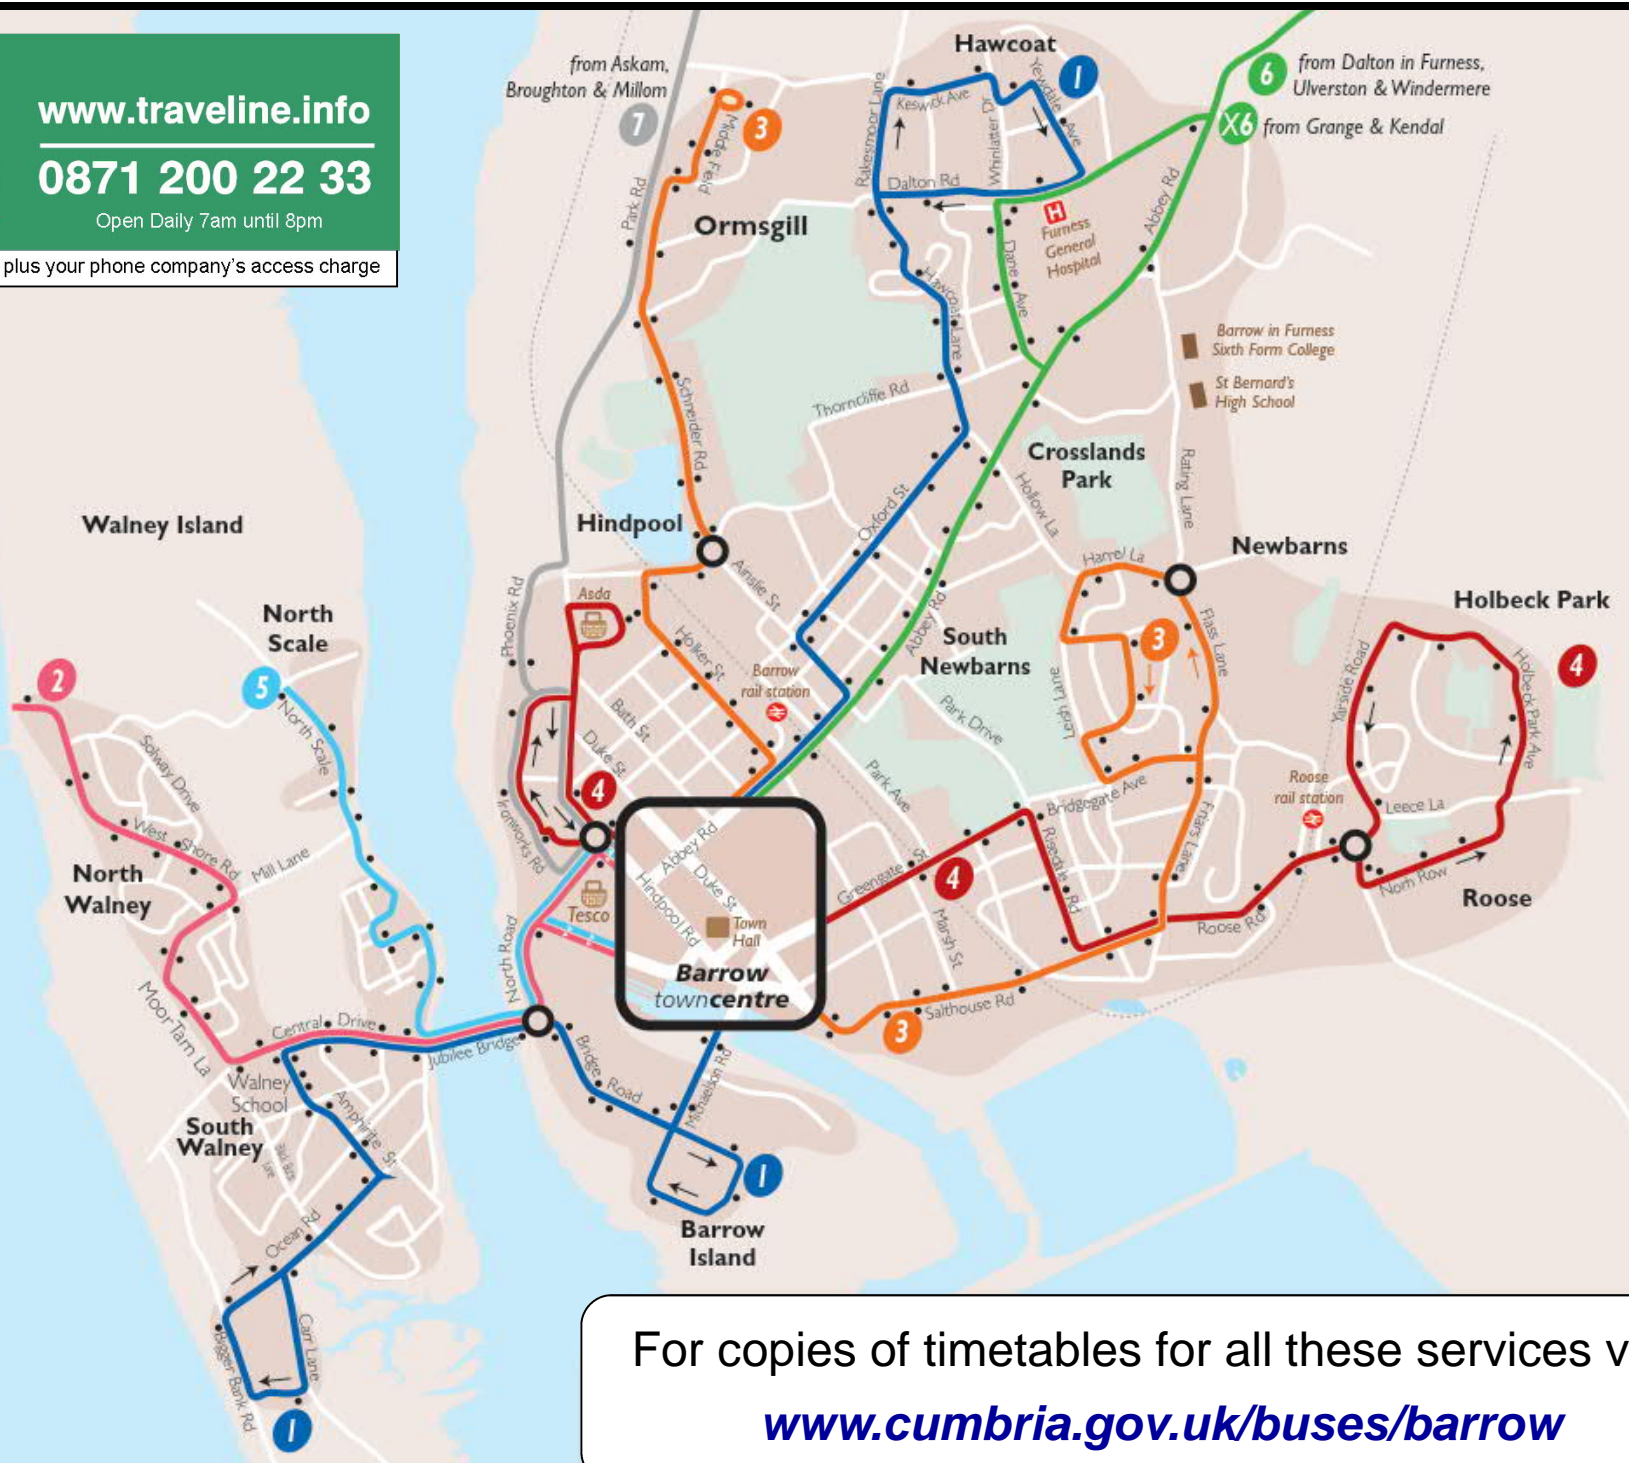 www.traveline.info
0871 200 22 33
Open Daily 7am until 8pm
plus your phone company's access charge
from Askam,
Broughton & Millom
7
3
Middle Field
Park Rd
Ormsgill
Schneider Rd
Hawcoat
1
Rakesmoor Lane
Keswick Ave
Yewdale Ave
Whinlatter Dr
Dalton Rd
6
from Dalton in Furness,
Ulverston & Windermere
X6
from Grange & Kendal
H
Furness
General
Hospital
Dane Ave
Abbey Rd
Hawcoat Lane
Thorncliffe Rd
Barrow in Furness
Sixth Form College
St Bernard's
High School
Crosslands
Park
Hollow La
Rating Lane
Oxford St
Walney Island
Hindpool
Ainslie St
Harrel La
Newbarns
Phoenix Rd
Asda
Holker St
Abbey Rd
South
Newbarns
3
Flass Lane
Holbeck Park
North
Scale
2
5
North Scale
Barrow
rail station
Leith Lane
Park Drive
Yarside Road
Holbeck Park Ave
4
Solway Drive
Bath St
Duke St
4
Park Ave
Bridgegate Ave
Roose
rail station
Leece La
West Shore Rd
Mill Lane
North
Walney
Ironworks Rd
Abbey Rd
Duke St
Hindpool Rd
Greengate St
4
Risedale Rd
Friars Lane
North Row
Roose
Tesco
Town
Hall
Marsh St
Roose Rd
North Road
Barrow
towncentre
Salthouse Rd
3
Moor Tarn La
Central Drive
Jubilee Bridge
Bridge Road
Michaelson Rd
Walney
School
South
Walney
Amphitrite St
1
Barrow
Island
Ocean Rd
Carr Lane
Bigger Bank Rd
1
For copies of timetables for all these services v
www.cumbria.gov.uk/buses/barrow